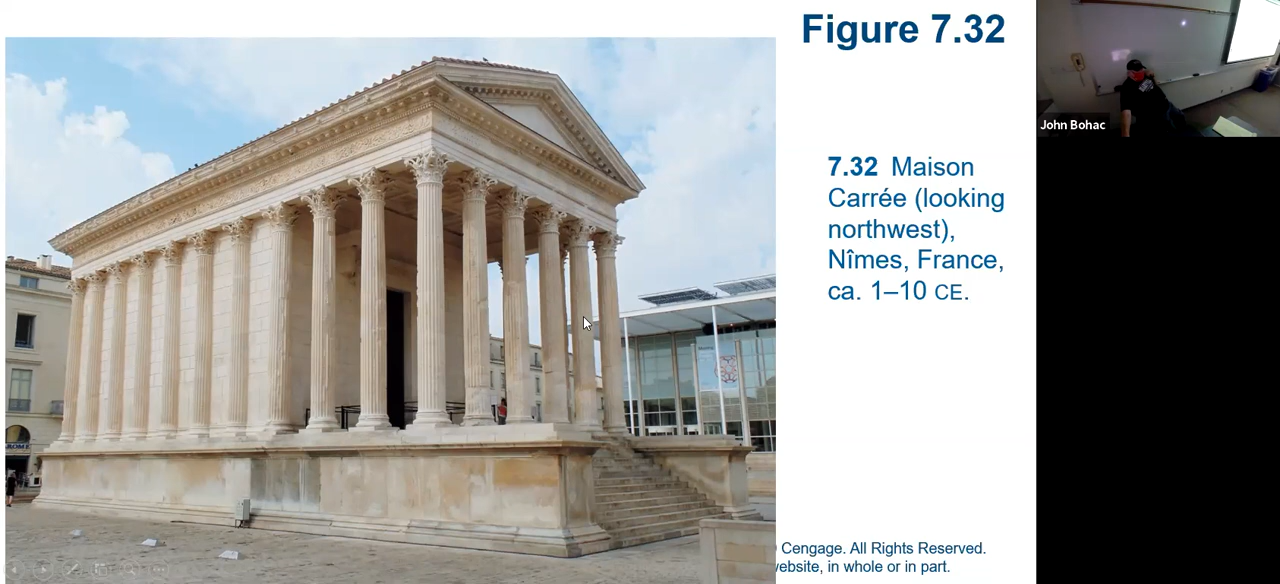 Figure 7.32
7.32 Maison
Carrée (looking
northwest),
Nîmes, France,
ca. 1–10 CE.
Cengage. All Rights Reserved.
website, in whole or in part.
John Bohac